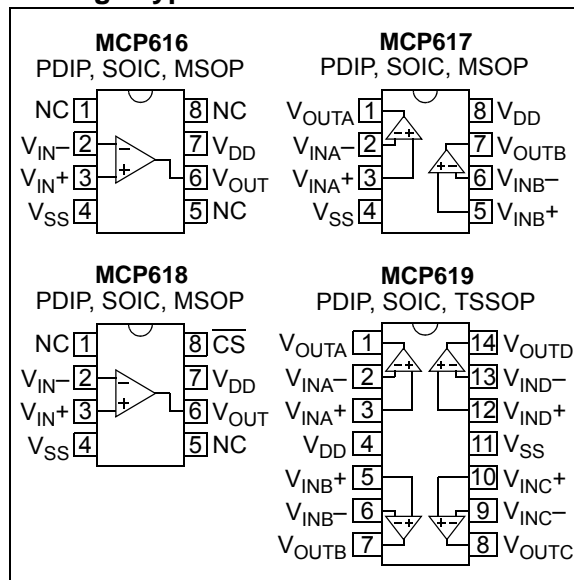 MCP616
PDIP, SOIC, MSOP
NC 1 8 NC
VIN– 2 7 VDD
VIN+ 3 6 VOUT
VSS 4 5 NC
MCP617
PDIP, SOIC, MSOP
VOUTA 1 8 VDD
VINA– 2 7 VOUTB
VINA+ 3 6 VINB–
VSS 4 5 VINB+
MCP618
PDIP, SOIC, MSOP
NC 1 8 C̅S̅
VIN– 2 7 VDD
VIN+ 3 6 VOUT
VSS 4 5 NC
MCP619
PDIP, SOIC, TSSOP
VOUTA 1 14 VOUTD
VINA– 2 13 VIND–
VINA+ 3 12 VIND+
VDD 4 11 VSS
VINB+ 5 10 VINC+
VINB– 6 9 VINC–
VOUTB 7 8 VOUTC